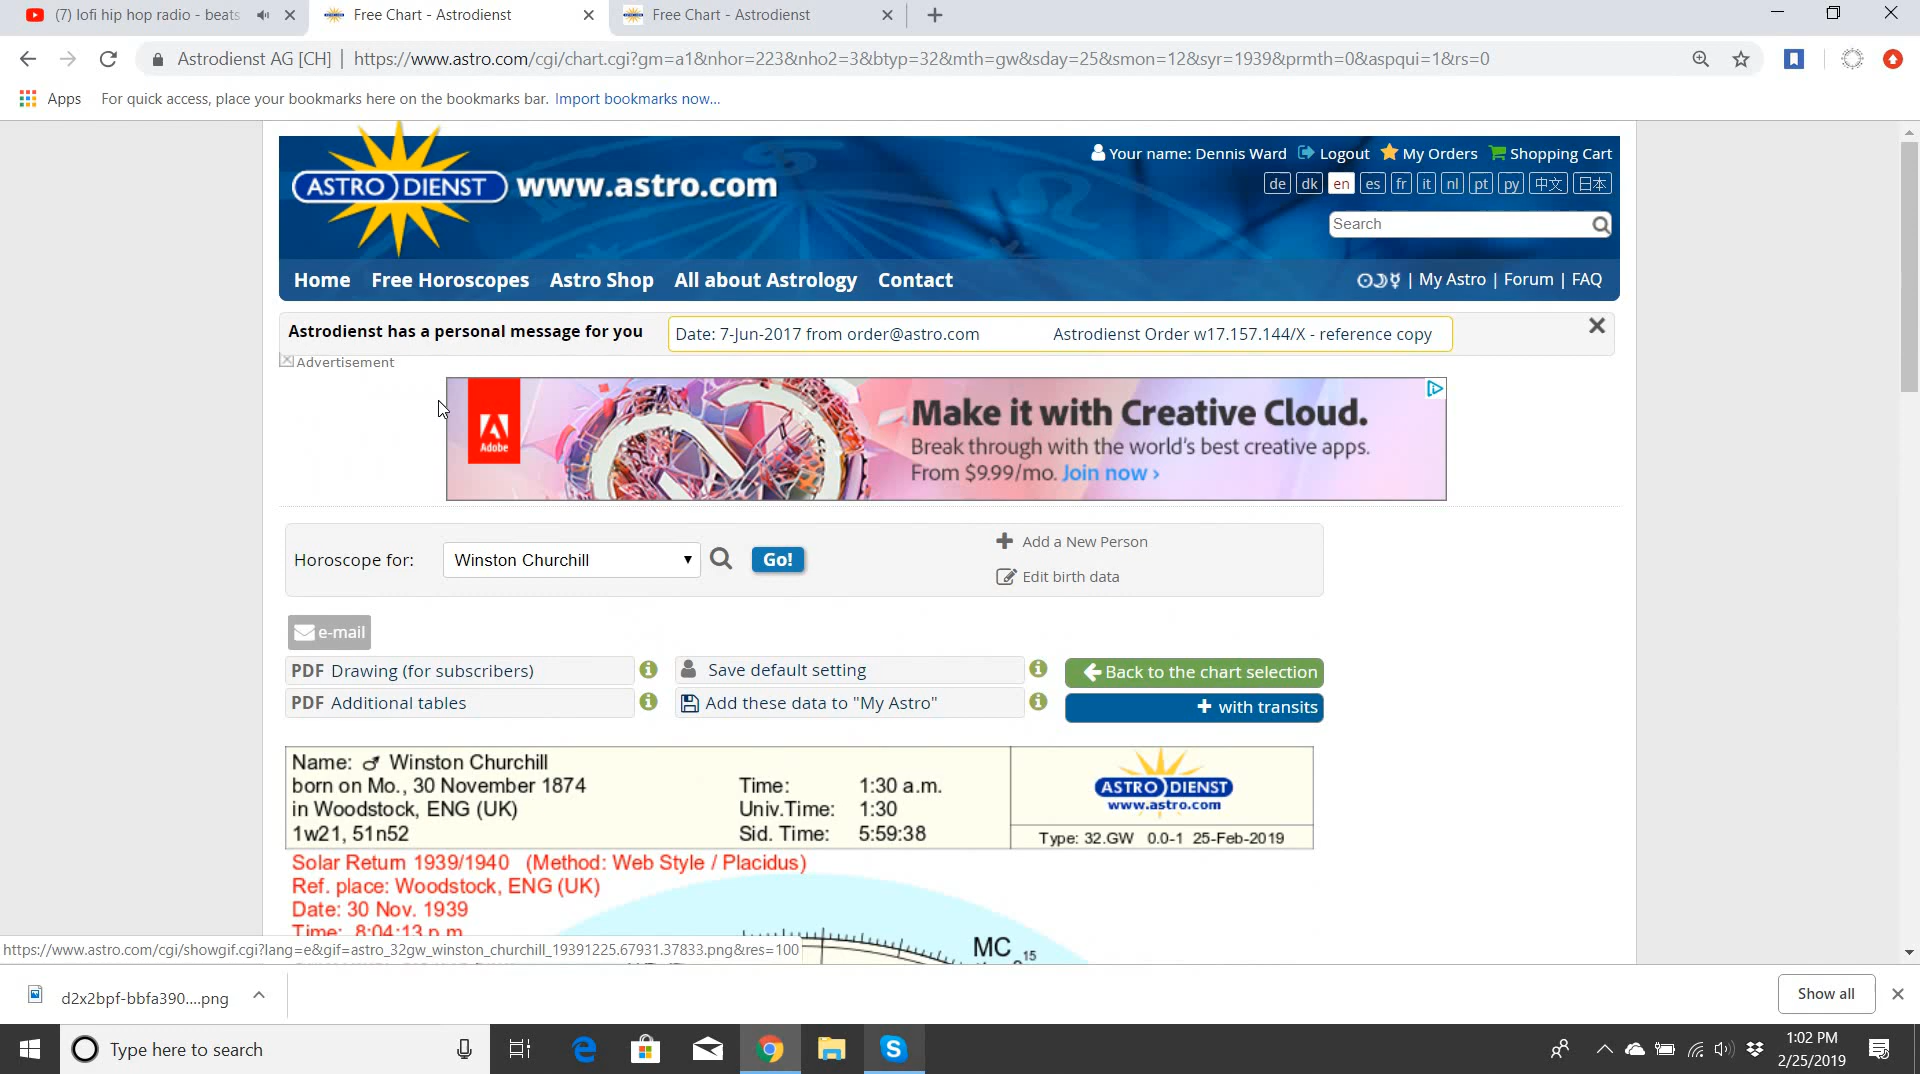 (7) lofi hip hop radio - beats
Free Chart - Astrodienst
Free Chart - Astrodienst
Astrodienst AG [CH] | https://www.astro.com/cgi/chart.cgi?gm=a1&nhor=223&nho2=3&btyp=32&mth=gw&sday=25&smon=12&syr=1939&prmth=0&aspqui=1&rs=0
Apps For quick access, place your bookmarks here on the bookmarks bar. Import bookmarks now...
Your name: Dennis Ward Logout My Orders Shopping Cart
ASTRO DIENST www.astro.com
de dk en es fr it nl pt py 中文 日本
Search
Home Free Horoscopes Astro Shop All about Astrology Contact
| My Astro | Forum | FAQ
Astrodienst has a personal message for you
Date: 7-Jun-2017 from order@astro.com Astrodienst Order w17.157.144/X - reference copy
Advertisement
Adobe
Make it with Creative Cloud.
Break through with the world's best creative apps.
From $9.99/mo. Join now ›
Horoscope for: Winston Churchill Go!
Add a New Person
Edit birth data
e-mail
PDF Drawing (for subscribers)
Save default setting
Back to the chart selection
PDF Additional tables
Add these data to "My Astro"
+ with transits
Name: ♂ Winston Churchill
born on Mo., 30 November 1874
in Woodstock, ENG (UK)
1w21, 51n52
Time: 1:30 a.m.
Univ.Time: 1:30
Sid. Time: 5:59:38
ASTRO DIENST
www.astro.com
Type: 32.GW 0.0-1 25-Feb-2019
Solar Return 1939/1940 (Method: Web Style / Placidus)
Ref. place: Woodstock, ENG (UK)
Date: 30 Nov. 1939
Time: 8:04:13 p.m.
MC 15
https://www.astro.com/cgi/showgif.cgi?lang=e&gif=astro_32gw_winston_churchill_19391225.67931.37833.png&res=100
d2x2bpf-bbfa390....png
Show all
Type here to search
1:02 PM
2/25/2019